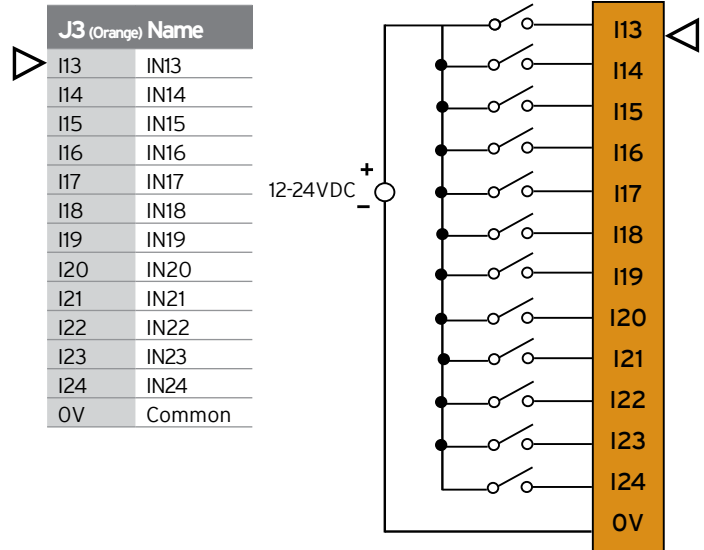 J3 (Orange) Name
I13 IN13
I14 IN14
I15 IN15
I16 IN16
I17 IN17
I18 IN18
I19 IN19
I20 IN20
I21 IN21
I22 IN22
I23 IN23
I24 IN24
0V Common
+
12-24VDC
−
I13
I14
I15
I16
I17
I18
I19
I20
I21
I22
I23
I24
0V